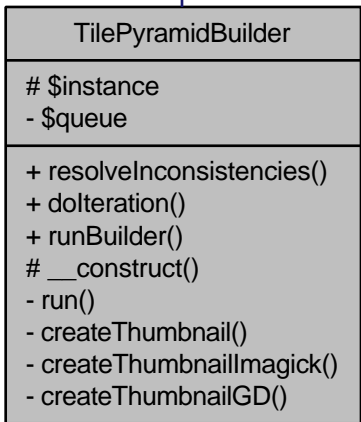 TilePyramidBuilder
# $instance
- $queue
+ resolveInconsistencies()
+ doIteration()
+ runBuilder()
# __construct()
- run()
- createThumbnail()
- createThumbnailImagick()
- createThumbnailGD()